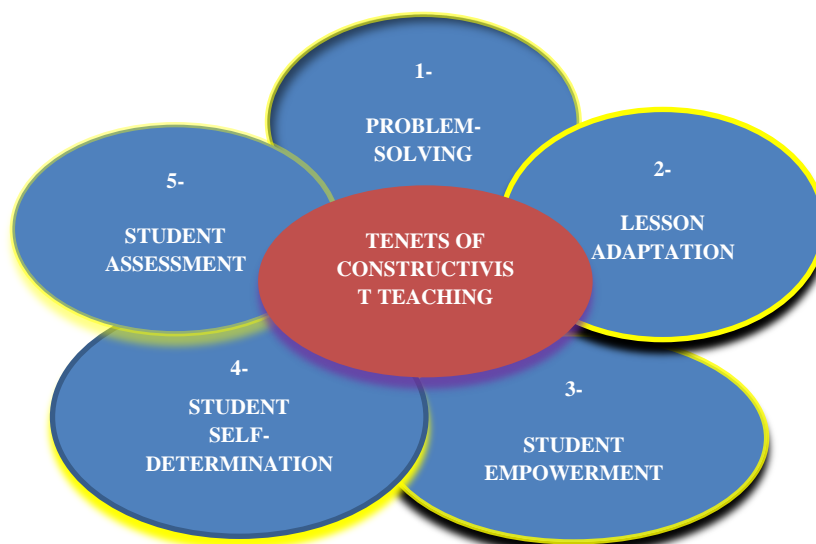 1-
PROBLEM-
SOLVING
2-
LESSON
ADAPTATION
3-
STUDENT
EMPOWERMENT
4-
STUDENT
SELF-
DETERMINATION
5-
STUDENT
ASSESSMENT
TENETS OF
CONSTRUCTIVIS
T TEACHING